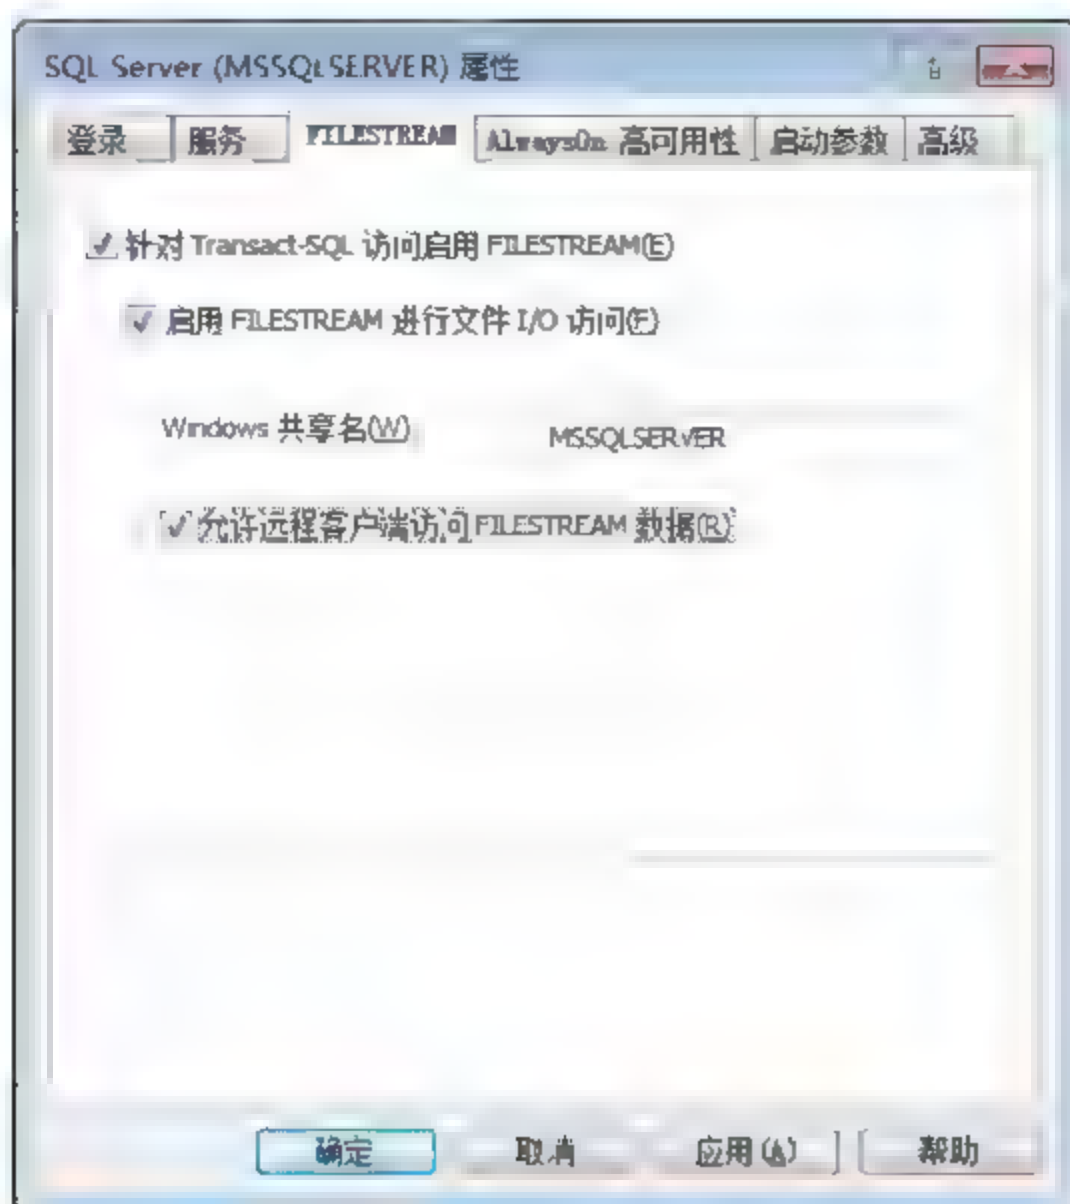 SQL Server (MSSQLSERVER) 属性
登录 服务 FILESTREAM AlwaysOn 高可用性 启动参数 高级
针对 Transact-SQL 访问启用 FILESTREAM(E)
启用 FILESTREAM 进行文件 I/O 访问(F)
Windows 共享名(W) MSSQLSERVER
允许远程客户端访问 FILESTREAM 数据(R)
确定 取消 应用(A) 帮助